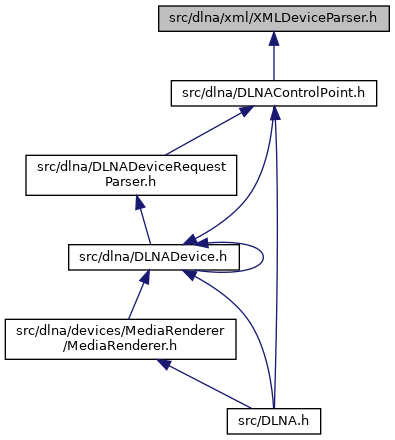 src/dlna/xml/XMLDeviceParser.h
src/dlna/DLNAControlPoint.h
src/dlna/DLNADeviceRequest
Parser.h
src/dlna/DLNADevice.h
src/dlna/devices/MediaRenderer
/MediaRenderer.h
src/DLNA.h